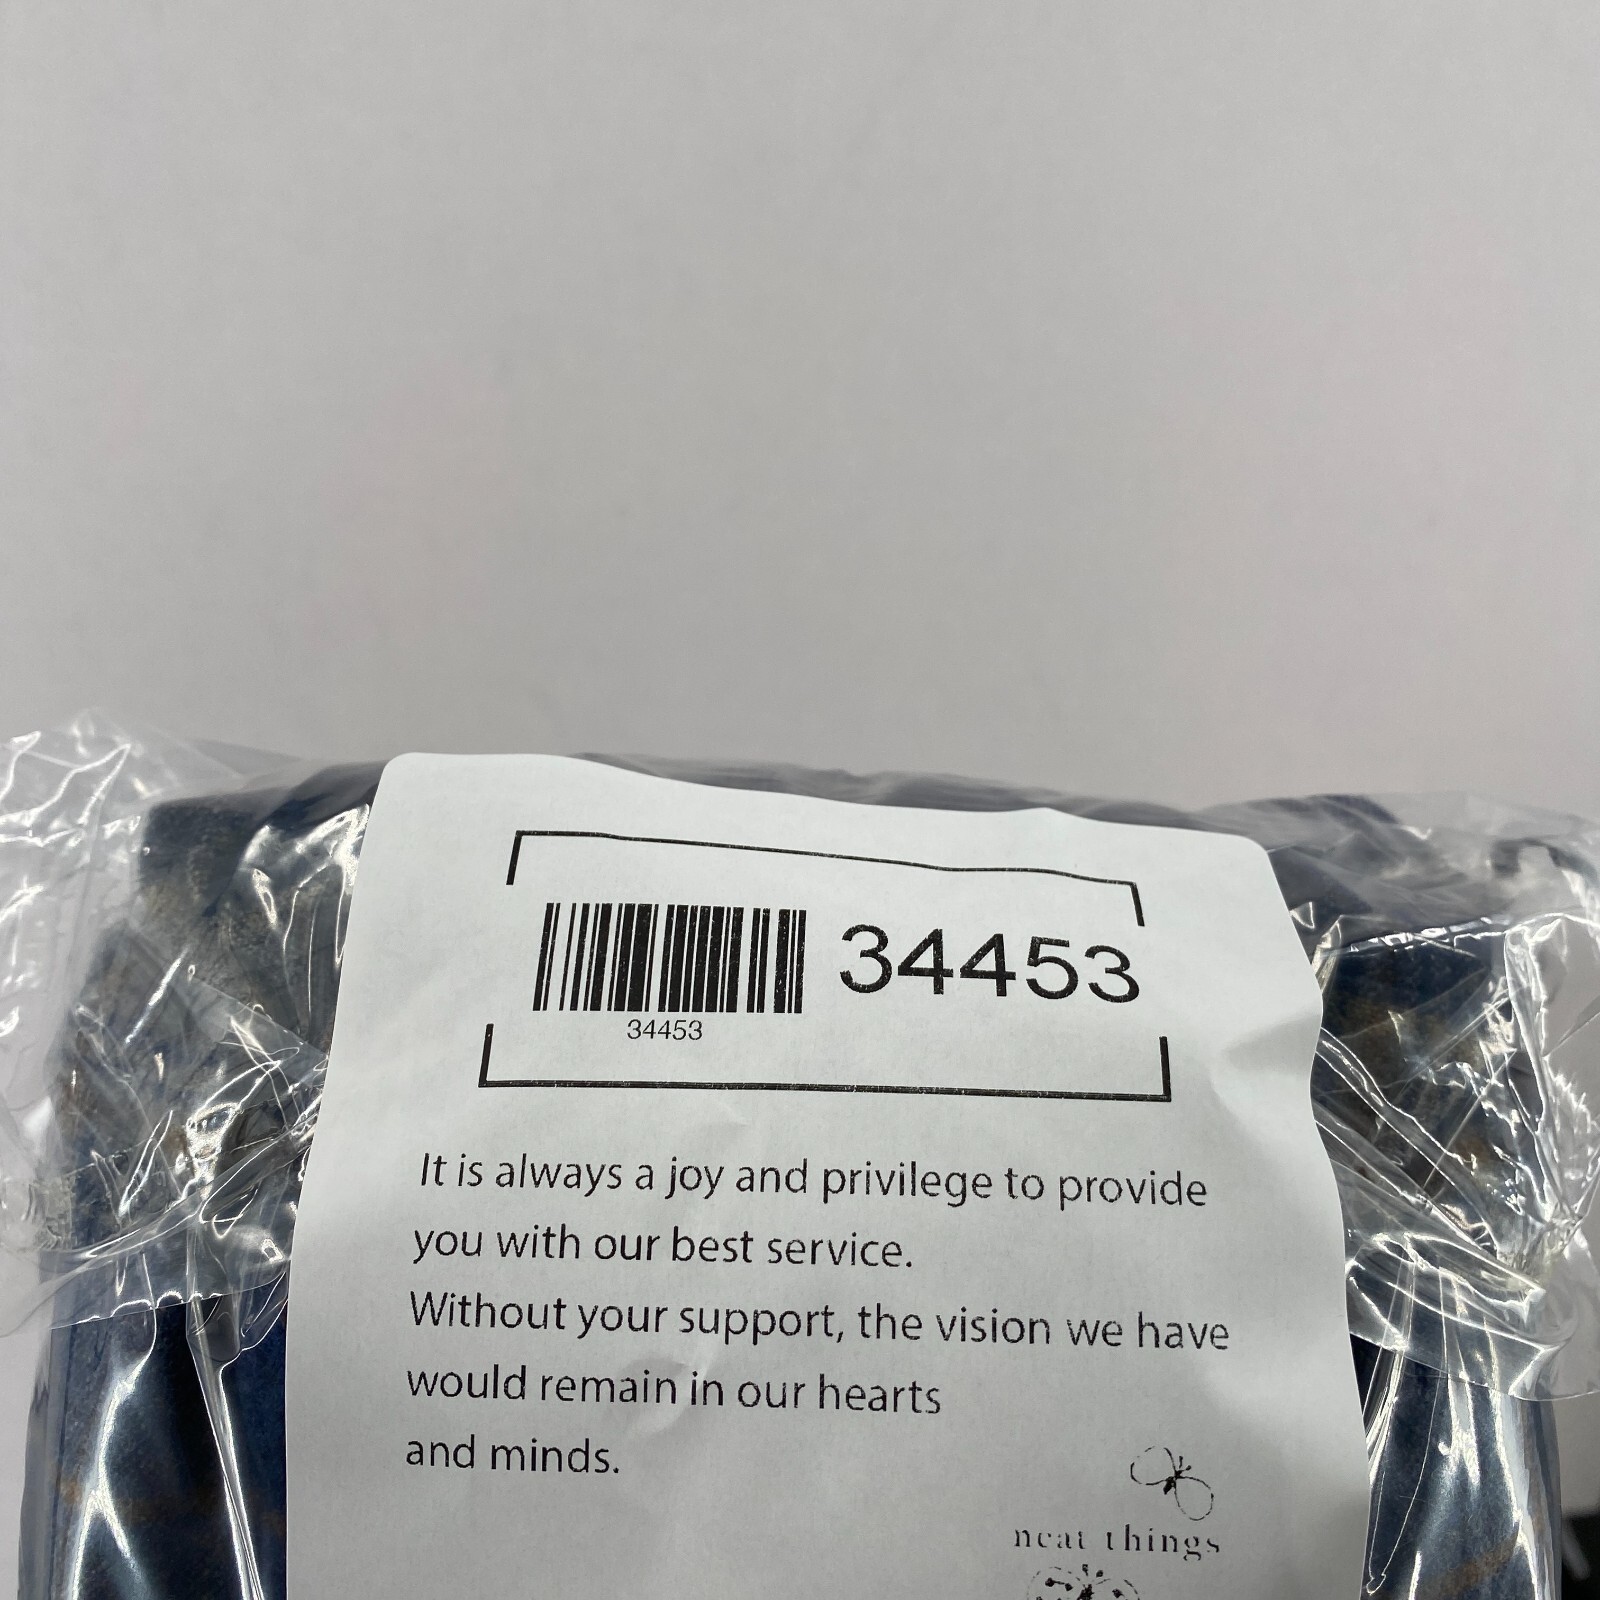 34453
34453
It is always a joy and privilege to provide
you with our best service.
Without your support, the vision we have
would remain in our hearts
and minds.
neat things